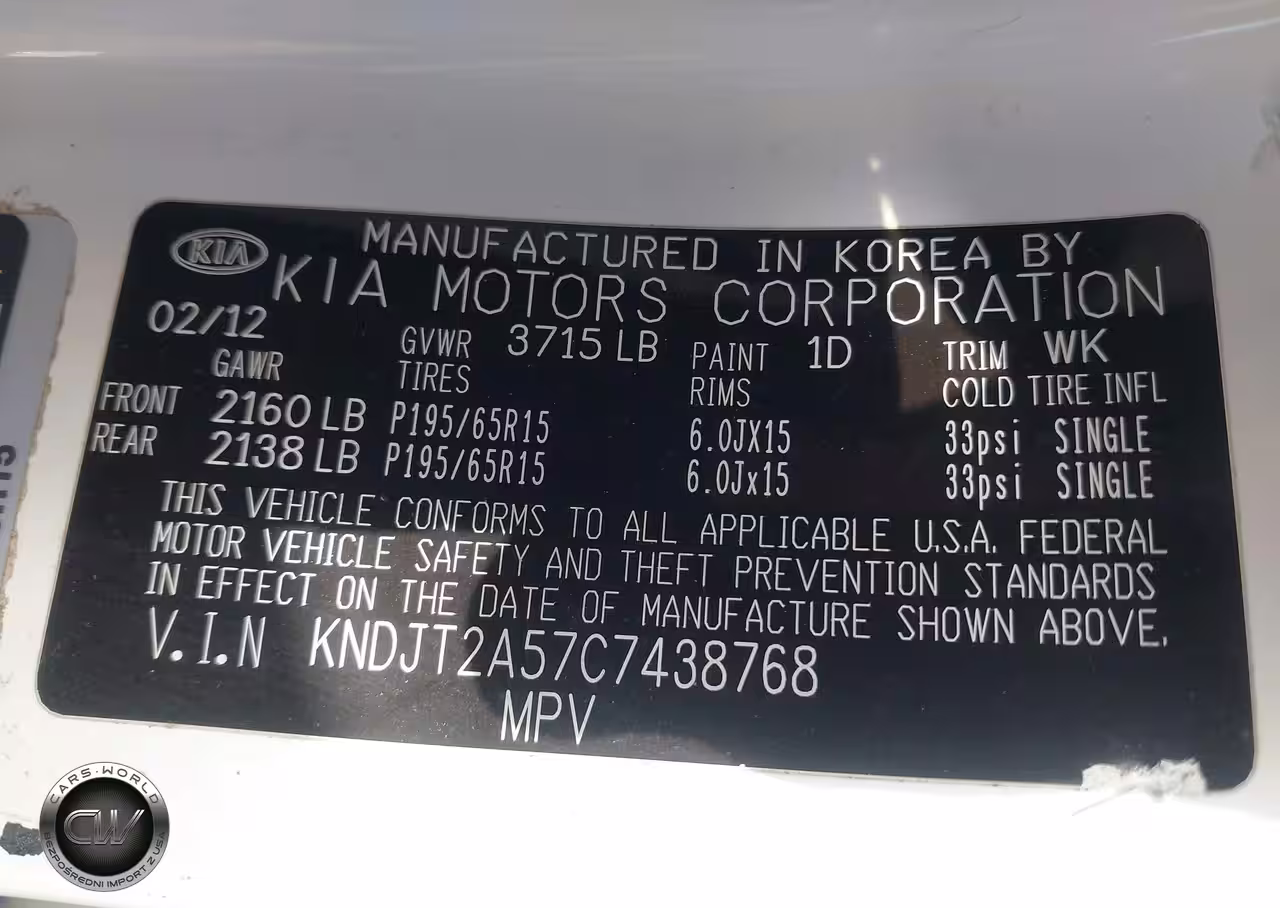 KIA
MANUFACTURED IN KOREA BY
KIA MOTORS CORPORATION
02/12 GVWR 3715 LB PAINT 1D TRIM WK
GAWR TIRES RIMS COLD TIRE INFL
FRONT 2160 LB P195/65R15 6.0JX15 33psi SINGLE
REAR 2138 LB P195/65R15 6.0Jx15 33psi SINGLE
THIS VEHICLE CONFORMS TO ALL APPLICABLE U.S.A. FEDERAL
MOTOR VEHICLE SAFETY AND THEFT PREVENTION STANDARDS
IN EFFECT ON THE DATE OF MANUFACTURE SHOWN ABOVE.
V.I.N KNDJT2A57C7438768
MPV
CARS-WORLD
CW
BEZPOŚREDNI IMPORT Z USA